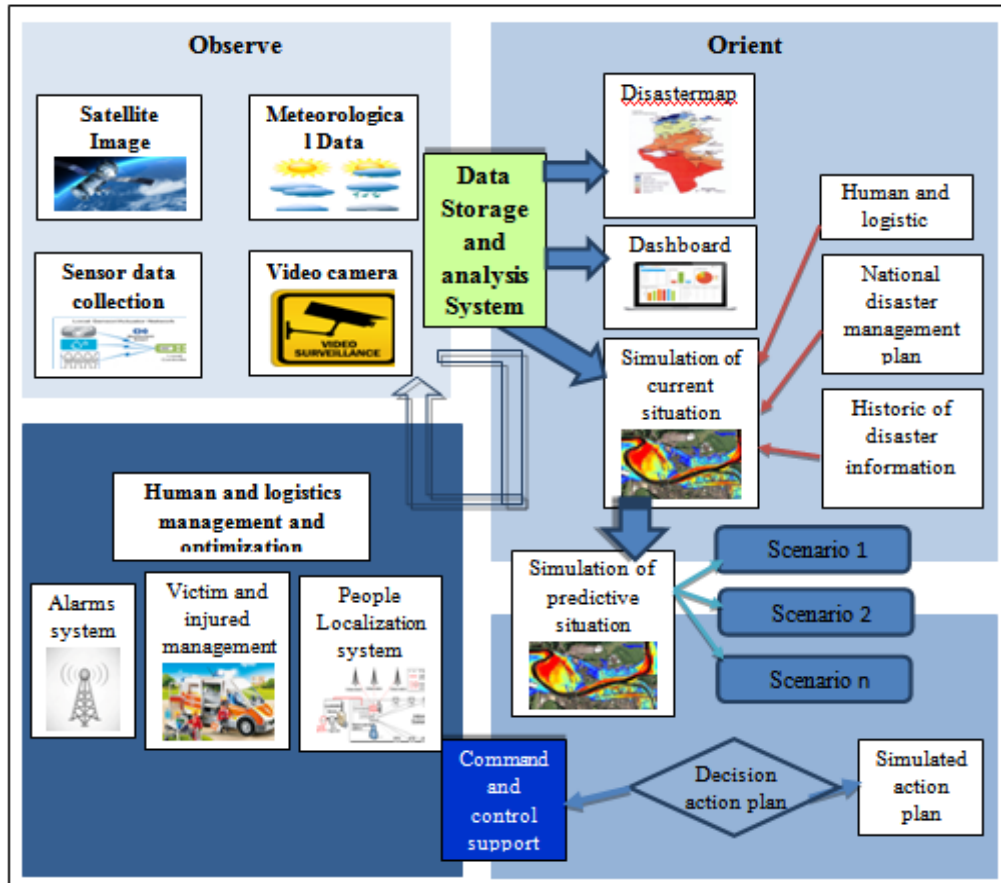 Observe
Satellite
Image
Meteorologica
l Data
Sensor data
collection
Video camera
VIDEO
SURVEILLANCE
Data
Storage
and
analysis
System
Orient
Disastermap
Dashboard
Simulation of
current
situation
Human and
logistic
National
disaster
management
plan
Historic of
disaster
information
Simulation of
predictive
situation
Scenario 1
Scenario 2
Scenario n
Human and logistics
management and
optimization
Alarms
system
Victim and
injured
management
People
Localization
system
Command
and
control
support
Decision
action plan
Simulated
action
plan